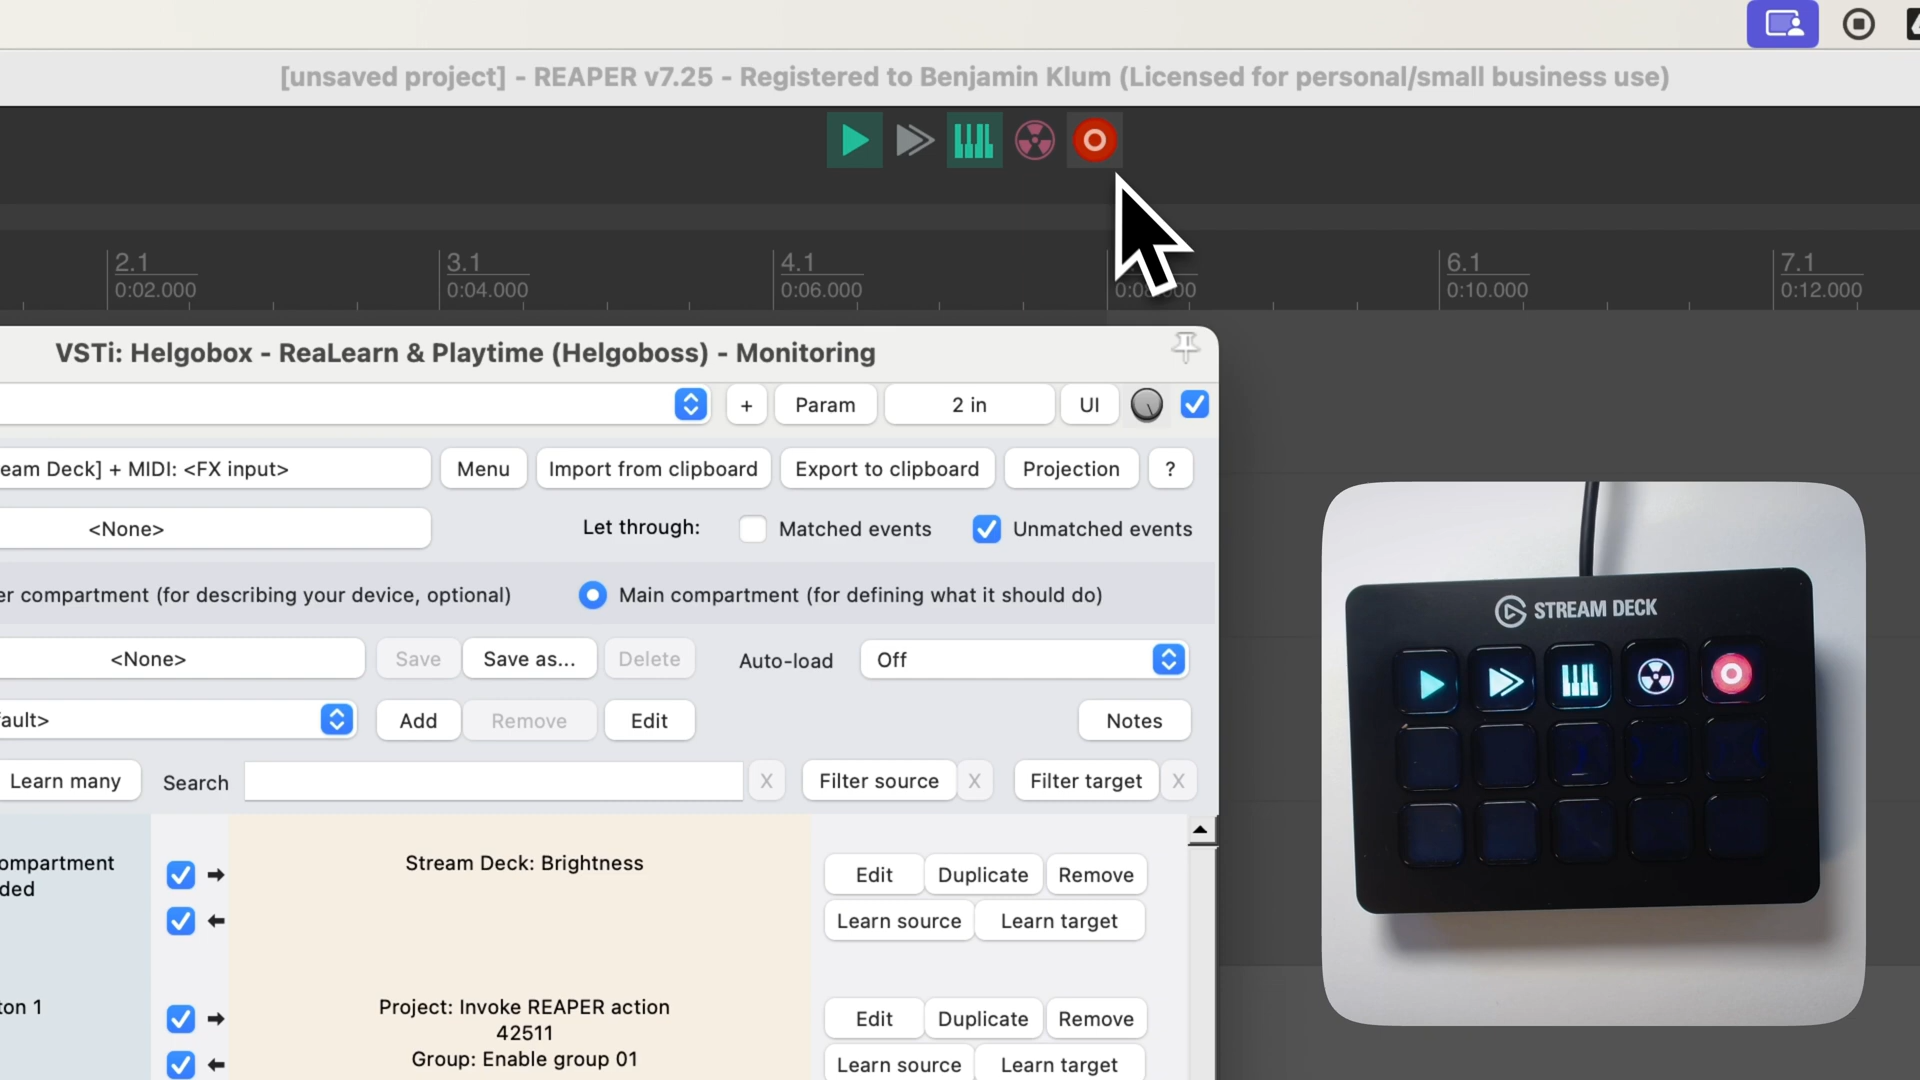 [unsaved project] - REAPER v7.25 - Registered to Benjamin Klum (Licensed for personal/small business use)
2.1
3.1
4.1
6.1
7.1
0:02.000
0:04.000
0:06.000
0:10.000
0:12.000
VSTi: Helgobox - ReaLearn & Playtime (Helgoboss) - Monitoring
+
Param
2 in
UI
eam Deck] + MIDI: <FX input>
Menu
Import from clipboard
Export to clipboard
Projection
?
<None>
Let through:
Matched events
Unmatched events
er compartment (for describing your device, optional)
Main compartment (for defining what it should do)
STREAM DECK
<None>
Save
Save as...
Delete
Auto-load
Off
ault>
Add
Remove
Edit
Notes
Learn many
Search
X
Filter source
X
Filter target
X
ompartment
ded
Stream Deck: Brightness
Edit
Duplicate
Remove
Learn source
Learn target
ton 1
Project: Invoke REAPER action
42511
Group: Enable group 01
Edit
Duplicate
Remove
Learn source
Learn target